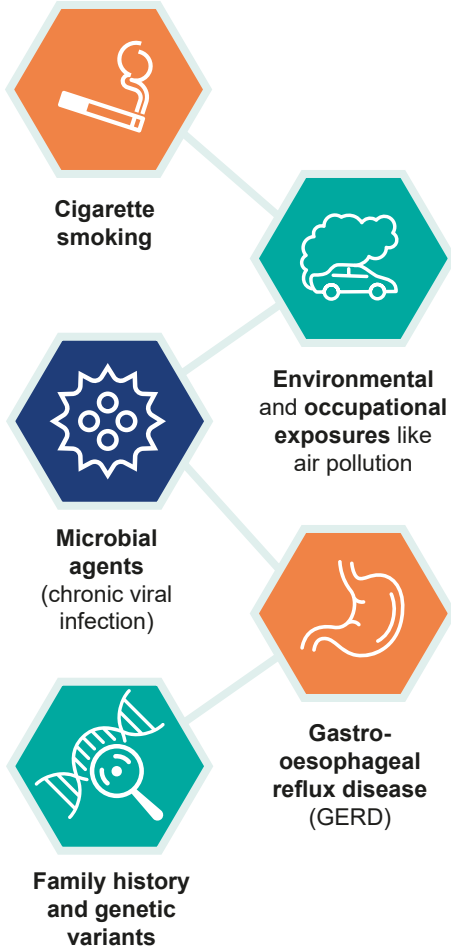 Cigarette
smoking
Environmental
and occupational
exposures like
air pollution
Microbial
agents
(chronic viral
infection)
Gastro-
oesophageal
reflux disease
(GERD)
Family history
and genetic
variants